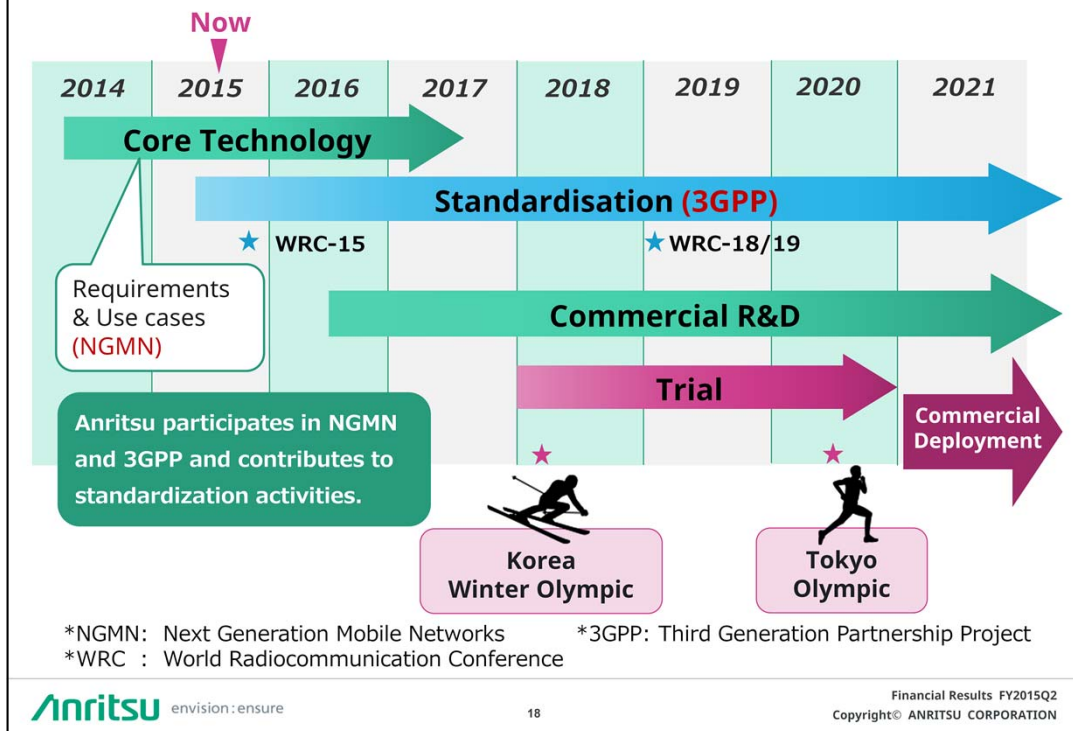 Now
2014 2015 2016 2017 2018 2019 2020 2021
Core Technology
Standardisation (3GPP)
★ WRC-15
★ WRC-18/19
Requirements
& Use cases
(NGMN)
Commercial R&D
Trial
Commercial
Deployment
Anritsu participates in NGMN
and 3GPP and contributes to
standardization activities.
Korea
Winter Olympic
Tokyo
Olympic
*NGMN: Next Generation Mobile Networks
*3GPP: Third Generation Partnership Project
*WRC : World Radiocommunication Conference
Anritsu envision : ensure
18
Financial Results FY2015Q2
Copyright© ANRITSU CORPORATION